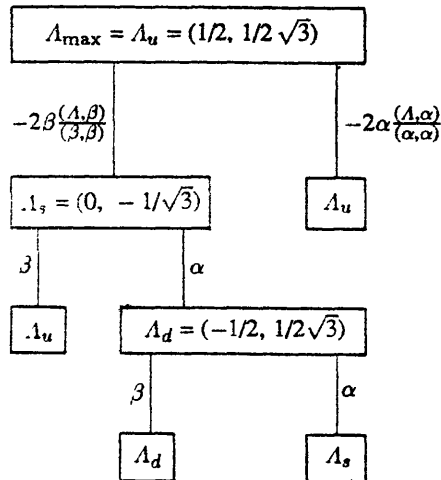 Λmax = Λu = (1/2, 1/2√3)
−2β (Λ,β)/(β,β) −2α (Λ,α)/(α,α)
Λs = (0, − 1/√3) Λu
β α
Λu Λd = (−1/2, 1/2√3)
β α
Λd Λs